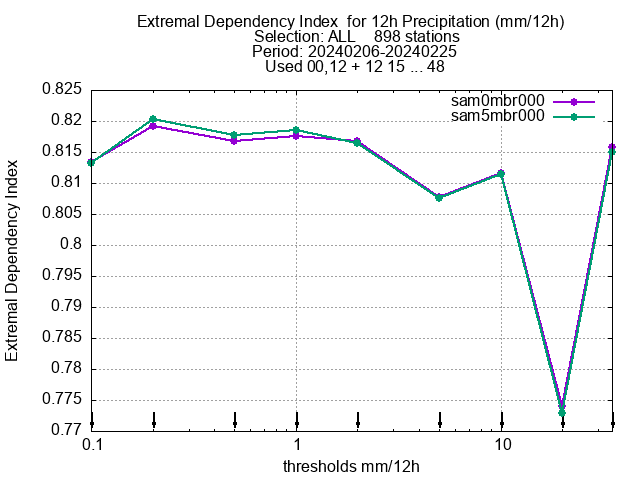 Extremal Dependency Index  for 12h Precipitation (mm/12h)
Selection: ALL    898 stations
Period: 20240206-20240225
Used 00,12 + 12 15 ... 48
sam0mbr000
sam5mbr000
0.825
0.82
0.815
0.81
0.805
0.8
0.795
0.79
0.785
0.78
0.775
0.77
Extremal Dependency Index
0.1
1
10
thresholds mm/12h